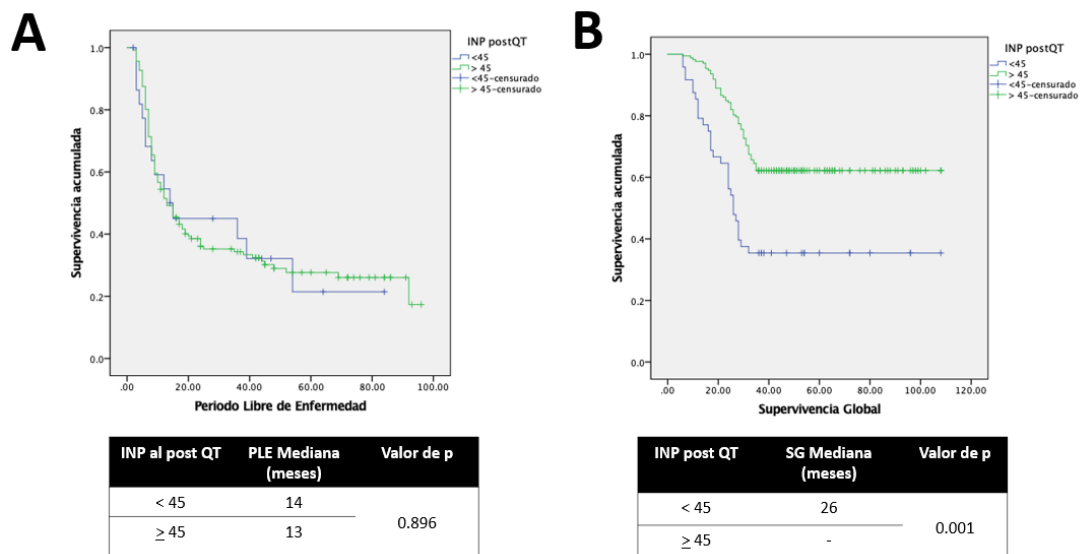 A
INP postQT
<45
> 45
<45-censurado
> 45-censurado
Supervivencia acumulada
1.0
0.8
0.6
0.4
0.2
0.0
.00 20.00 40.00 60.00 80.00 100.00
Periodo Libre de Enfermedad
INP al post QT PLE Mediana (meses) Valor de p
< 45 14
0.896
≥ 45 13
B
INP postQT
<45
> 45
<45-censurado
> 45-censurado
Supervivencia acumulada
1.0
0.8
0.6
0.4
0.2
0.0
.00 20.00 40.00 60.00 80.00 100.00 120.00
Supervivencia Global
INP post QT SG Mediana (meses) Valor de p
< 45 26
0.001
≥ 45 -